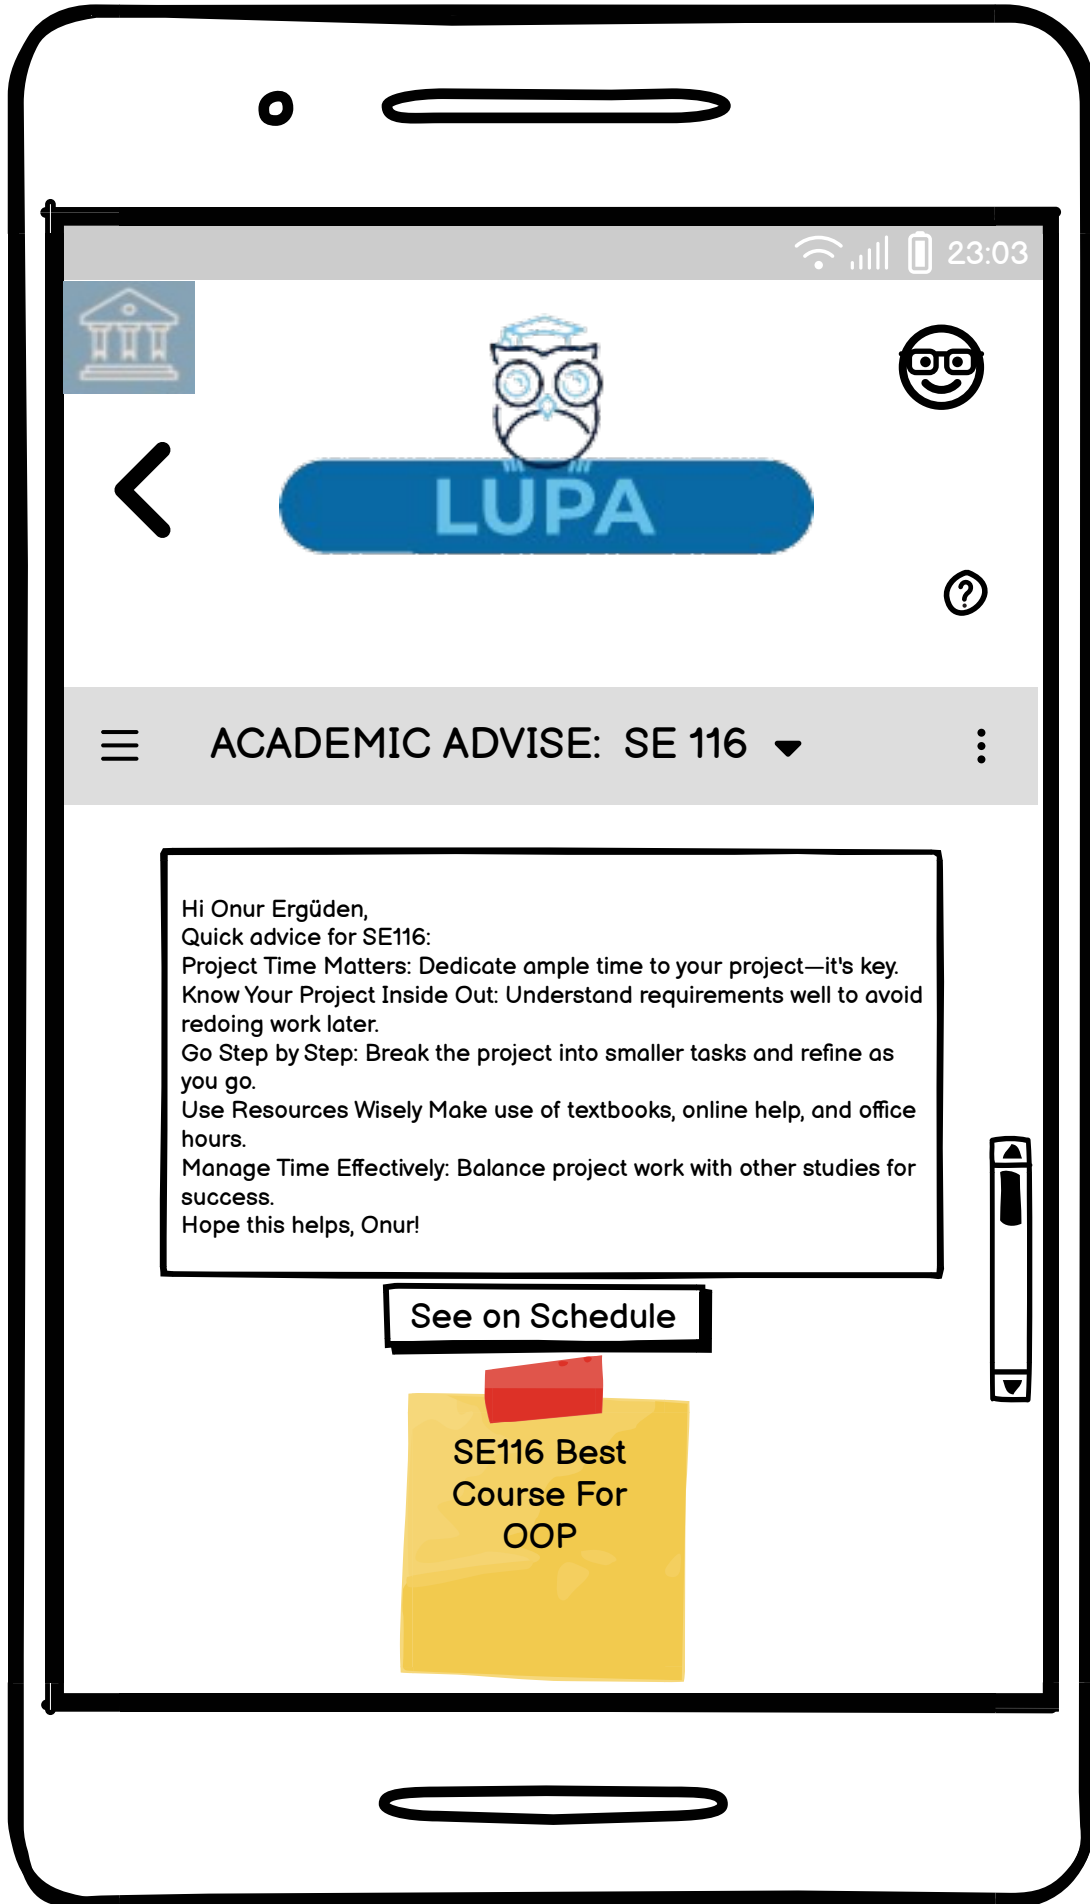 23:03
LUPA
?
ACADEMIC ADVISE: SE 116
Hi Onur Ergüden,
Quick advice for SE116:
Project Time Matters: Dedicate ample time to your project—it's key.
Know Your Project Inside Out: Understand requirements well to avoid
redoing work later.
Go Step by Step: Break the project into smaller tasks and refine as
you go.
Use Resources Wisely Make use of textbooks, online help, and office
hours.
Manage Time Effectively: Balance project work with other studies for
success.
Hope this helps, Onur!
See on Schedule
SE116 Best
Course For
OOP